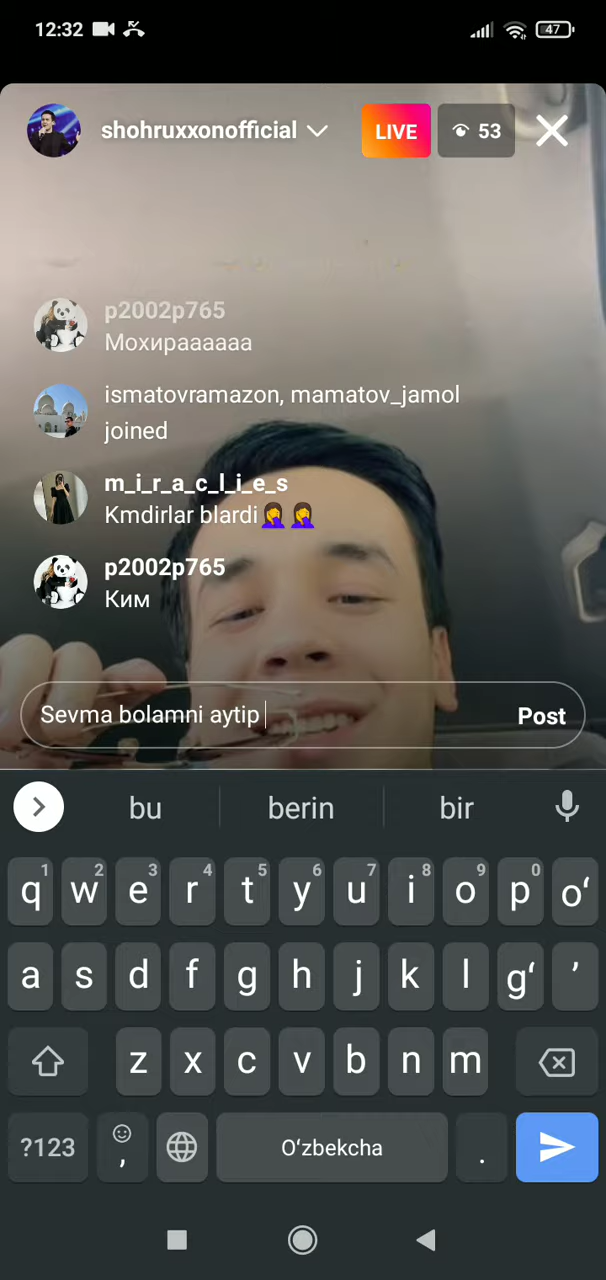 12:32
47
shohruxxonofficial
LIVE
53
p2002p765
Мохираааааа
ismatovramazon, mamatov_jamol
joined
m_i_r_a_c_l_i_e_s
Kmdirlar blardi🤦‍♀️🤦‍♀️
p2002p765
Ким
Sevma bolamni aytip
Post
bu berin bir
1 2 3 4 5 6 7 8 9 0
q w e r t y u i o p oʻ
a s d f g h j k l gʻ ʼ
z x c v b n m
?123 , Oʻzbekcha .